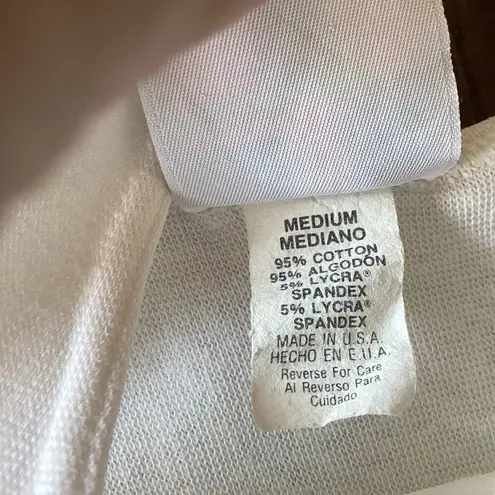 MEDIUM
MEDIANO
95% COTTON
95% ALGODÓN
5% LYCRA®
SPANDEX
5% LYCRA®
SPANDEX
MADE IN U.S.A.
HECHO EN E.U.A.
Reverse For Care
Al Reverso Para
Cuidado